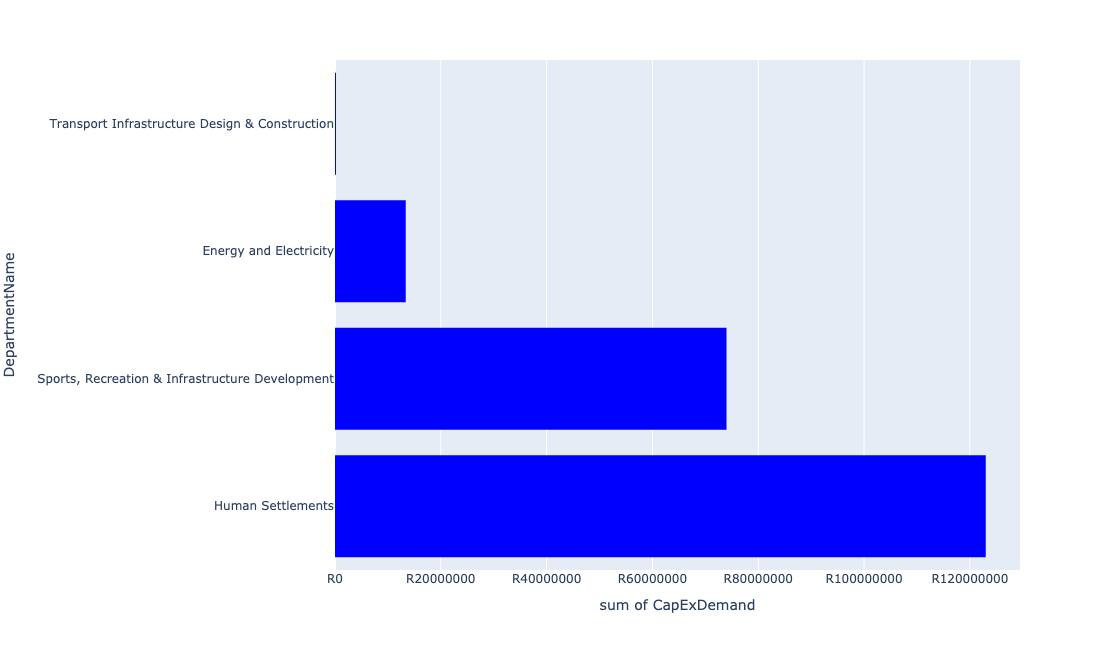 Transport Infrastructure Design & Construction
Energy and Electricity
Sports, Recreation & Infrastructure Development
Human Settlements
DepartmentName
R0 R20000000 R40000000 R60000000 R80000000 R100000000 R120000000
sum of CapExDemand